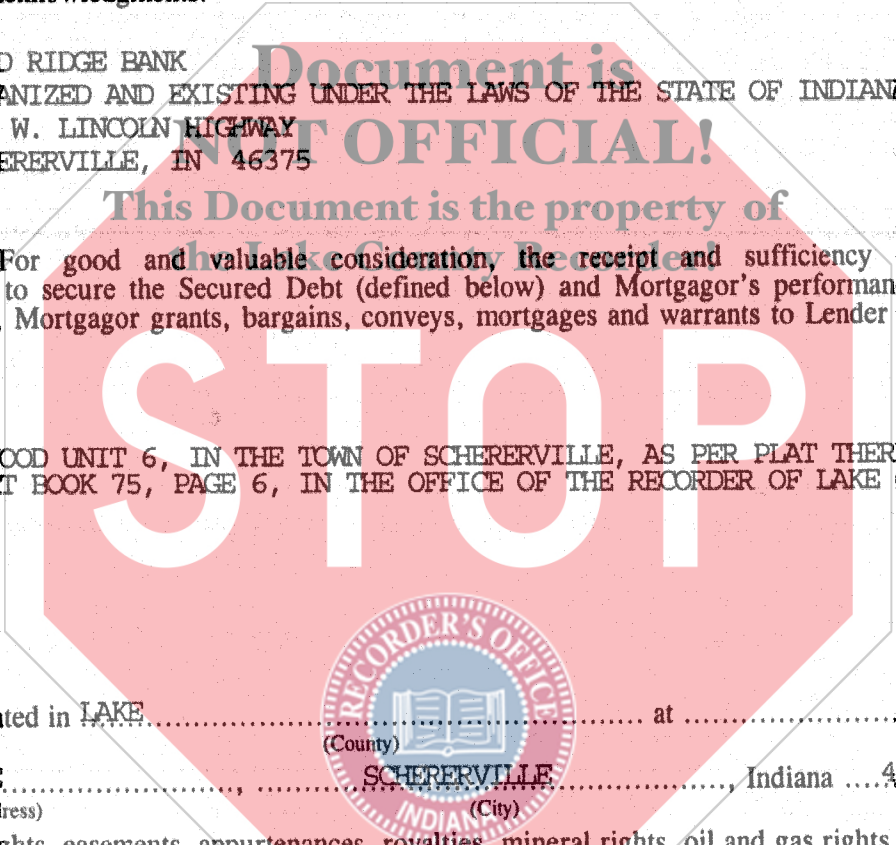 Document is
D RIDGE BANK
ANIZED AND EXISTING UNDER THE LAWS OF THE STATE OF INDIANA
NOT OFFICIAL!
W. LINCOLN HIGHWAY
ERERVILLE, IN 46375
This Document is the property of
the Lake County Recorder!
For good and valuable consideration, the receipt and sufficiency
to secure the Secured Debt (defined below) and Mortgagor's performan
, Mortgagor grants, bargains, conveys, mortgages and warrants to Lender
STOP
OOD UNIT 6, IN THE TOWN OF SCHERERVILLE, AS PER PLAT THER
T BOOK 75, PAGE 6, IN THE OFFICE OF THE RECORDER OF LAKE
RECORDER'S OFFICE
INDIANA
ated in LAKE at
(County)
, SCHERERVILLE, Indiana 4
ress) (City)
ghts, easements, appurtenances, royalties, mineral rights, oil and gas rights